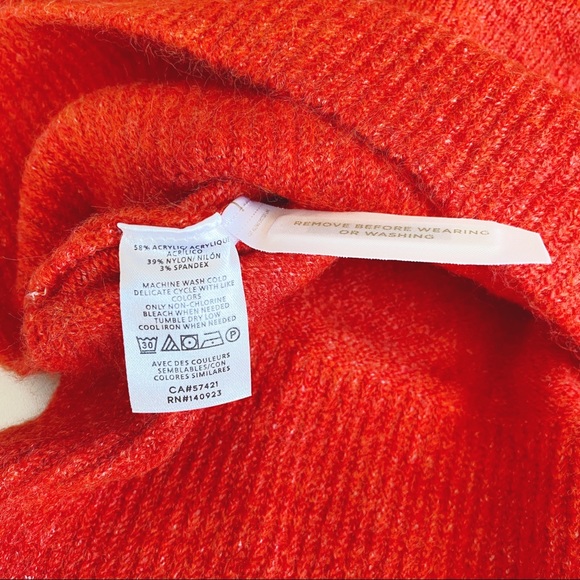 58% ACRYLIC/ ACRYLIQUE/
ACRÍLICO
39% NYLON/ NILÓN
3% SPANDEX
MACHINE WASH COLD
DELICATE CYCLE WITH LIKE
COLORS
ONLY NON-CHLORINE
BLEACH WHEN NEEDED
TUMBLE DRY LOW
COOL IRON WHEN NEEDED
30 P
AVEC DES COULEURS
SEMBLABLES/CON
COLORES SIMILARES
CA#57421
RN#140923
REMOVE BEFORE WEARING
OR WASHING